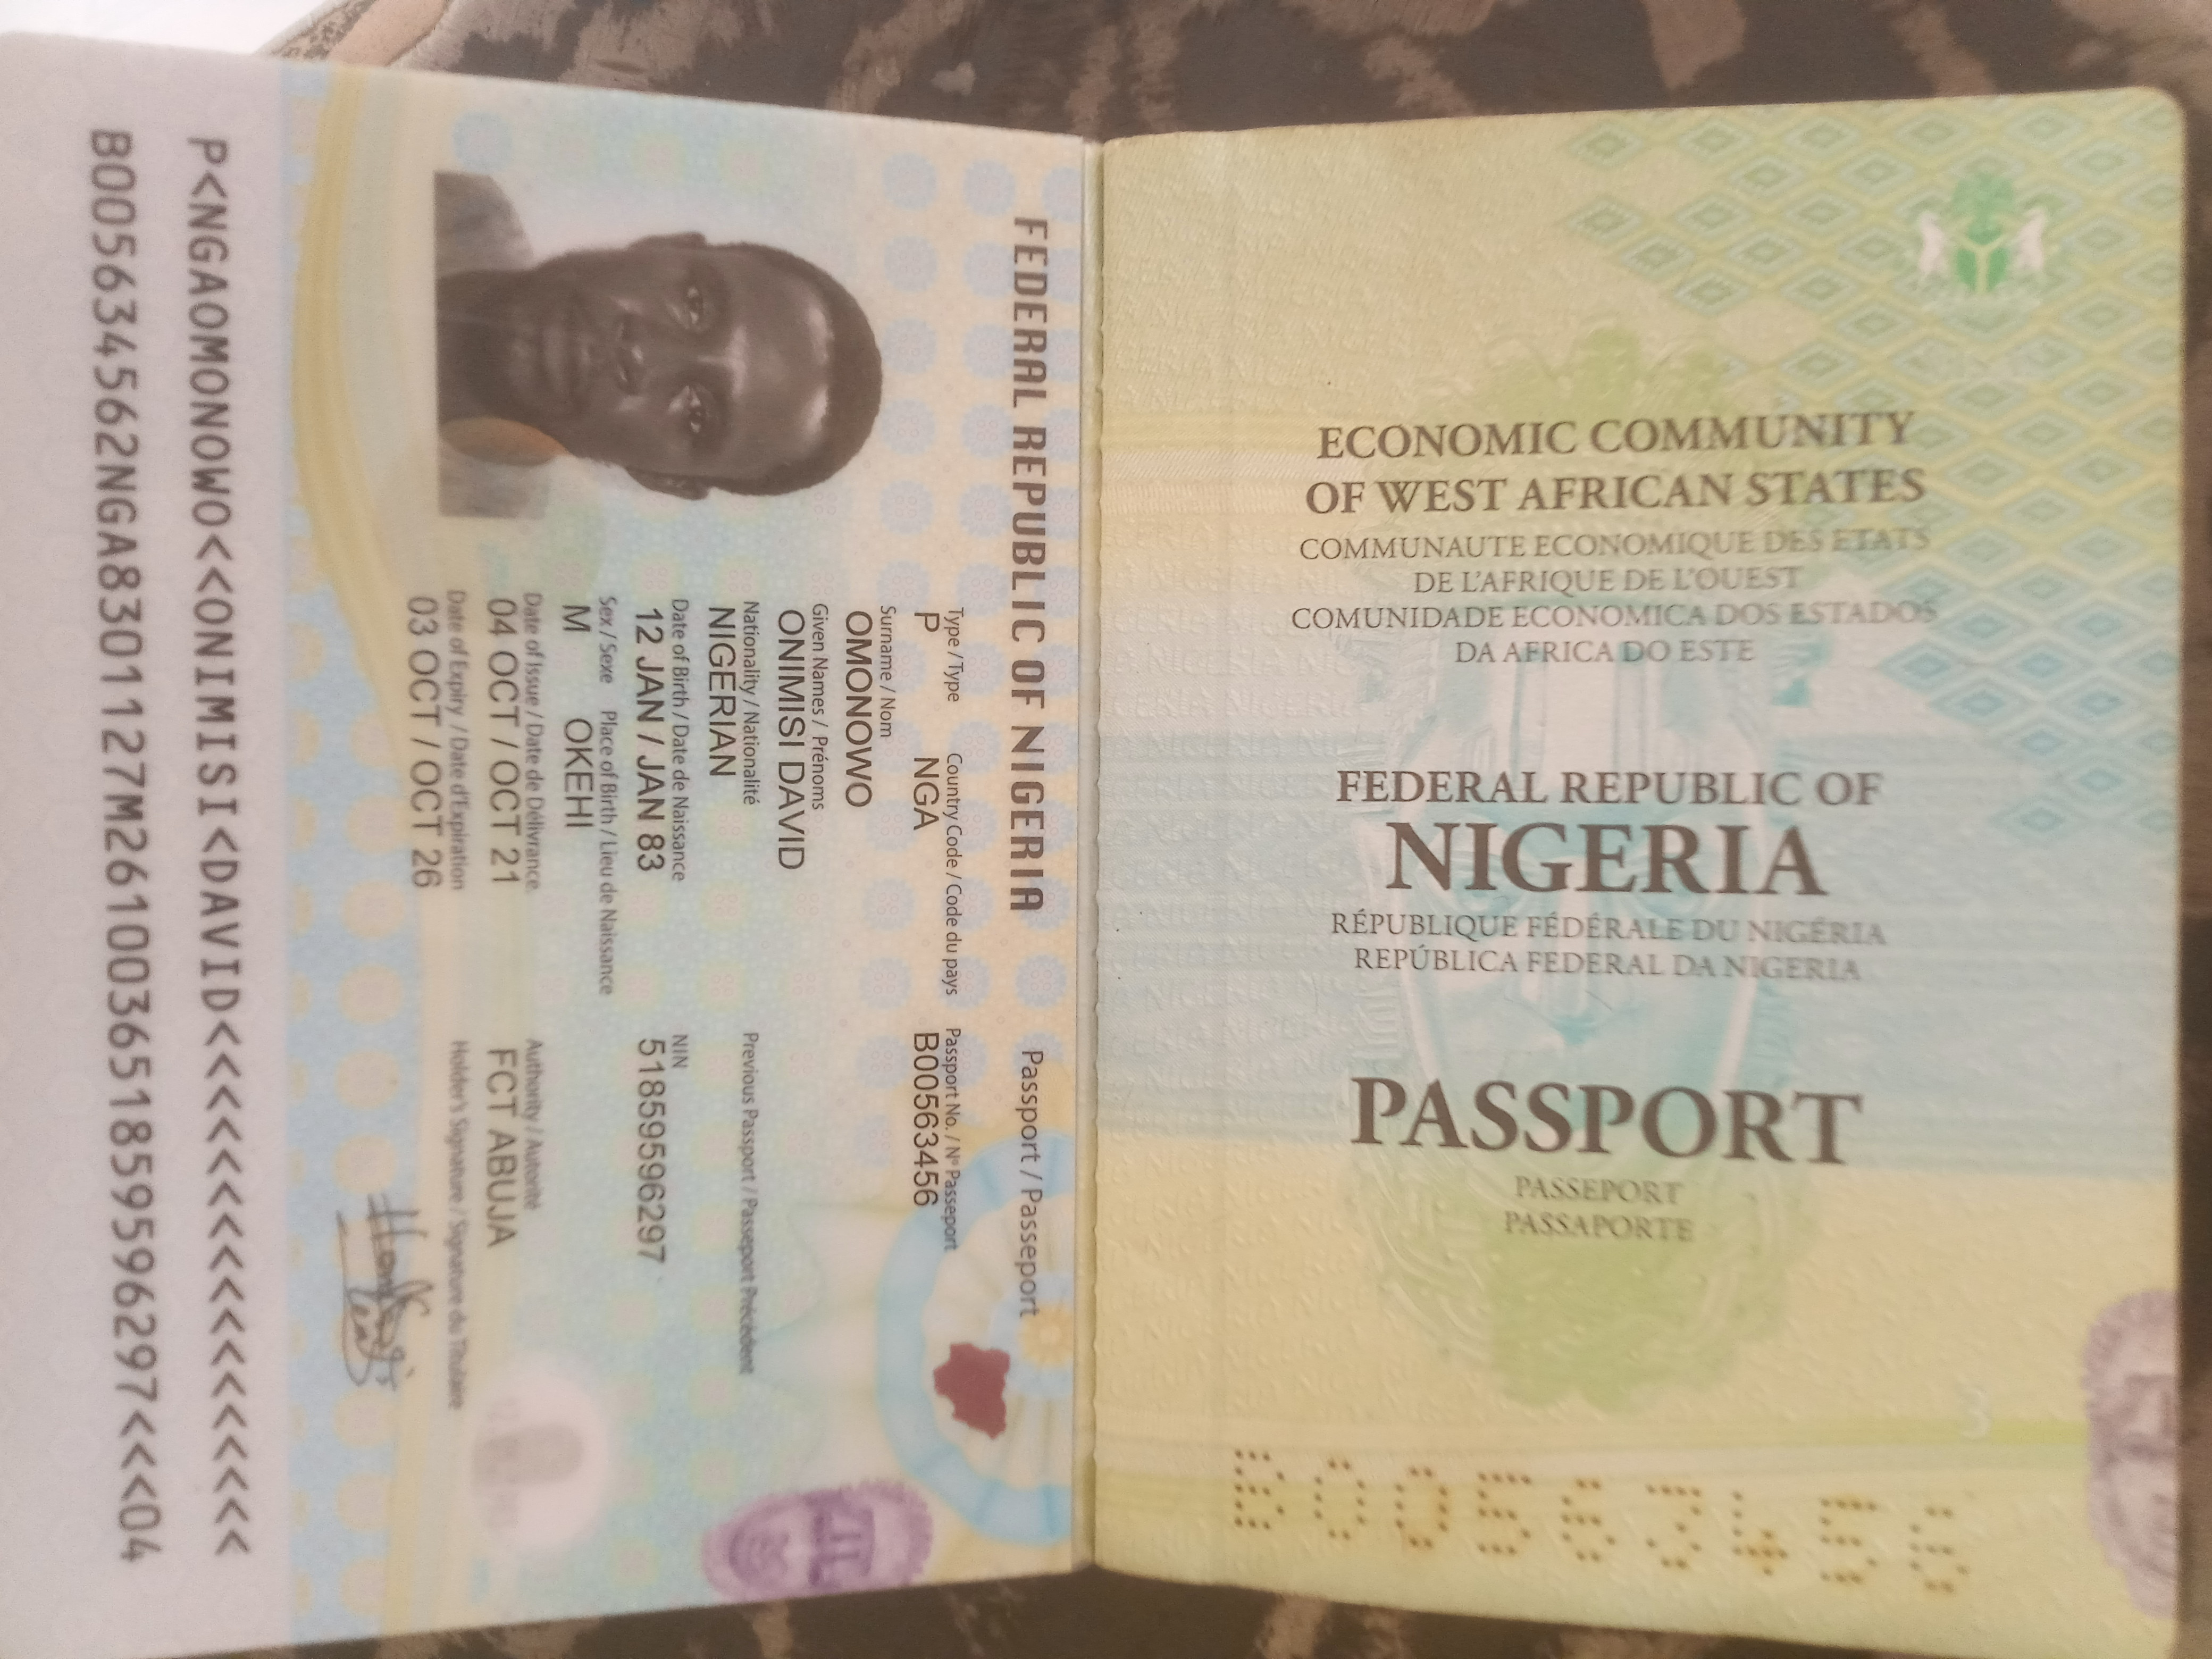 FEDERAL REPUBLIC OF NIGERIA
Passport / Passeport
Type / Type
Country Code / Code du pays
Passport No. / Nº Passeport
P
NGA
B00563456
Surname / Nom
OMONOWO
Given Names / Prénoms
ONIMISI DAVID
Nationality / Nationalité
Previous Passport / Passeport Précédent
NIGERIAN
Date of Birth / Date de Naissance
NIN
12 JAN / JAN 83
51859596297
Sex / Sexe
Place of Birth / Lieu de Naissance
M
OKEHI
Date of Issue / Date de Délivrance
Authority / Autorité
04 OCT / OCT 21
FCT ABUJA
Date of Expiry / Date d'Expiration
Holder's Signature / Signature du Titulaire
03 OCT / OCT 26
P<NGAOMONOWO<<ONIMISI<DAVID<<<<<<<<<<<<<<<<<
B005634562NGA8301127M261003651859596297<<<04
ECONOMIC COMMUNITY
OF WEST AFRICAN STATES
COMMUNAUTE ECONOMIQUE DES ETATS
DE L'AFRIQUE DE L'OUEST
COMUNIDADE ECONOMICA DOS ESTADOS
DA AFRICA DO ESTE
FEDERAL REPUBLIC OF
NIGERIA
RÉPUBLIQUE FÉDÉRALE DU NIGÉRIA
REPÚBLICA FEDERAL DA NIGERIA
PASSPORT
PASSEPORT
PASSAPORTE
3
B00563456